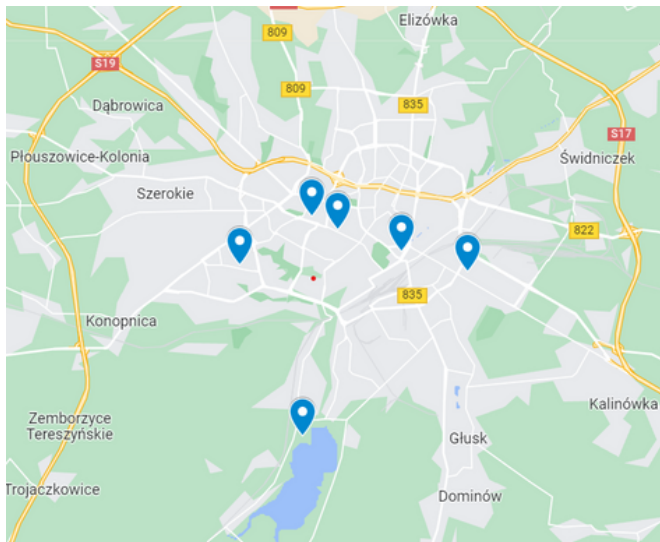 Elizówka
809
S19
809
835
Dąbrowica
S17
Płouszowice-Kolonia
Świdniczek
Szerokie
822
835
Konopnica
Kalinówka
Zemborzyce
Tereszyńskie
Głusk
Trojaczkowice
Dominów